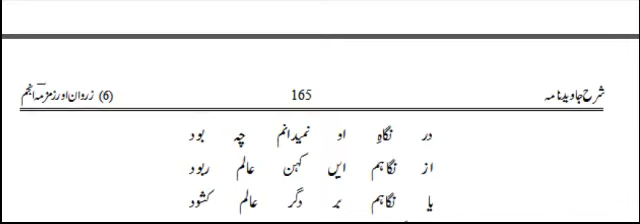 شرح جاوید نامہ 165 (6) زروان اور زمزمۂ انجم
در نگاہِ او نمیدانم چہ بود
از نگاہم ایں کہن عالم ربود
یا نگاہم بر دگر عالم کشود